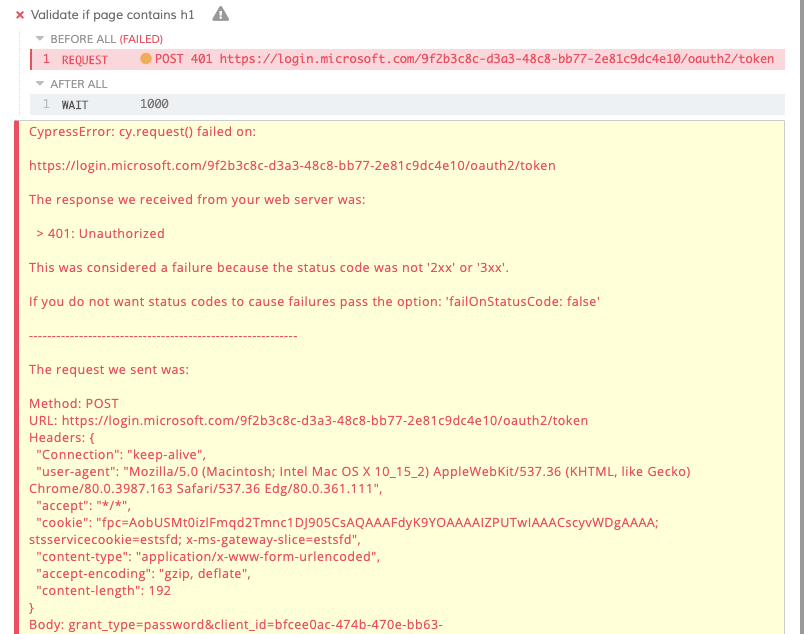 Validate if page contains h1
BEFORE ALL (FAILED)
1 REQUEST POST 401 https://login.microsoft.com/9f2b3c8c-d3a3-48c8-bb77-2e81c9dc4e10/oauth2/token
AFTER ALL
1 WAIT 1000
CypressError: cy.request() failed on:
https://login.microsoft.com/9f2b3c8c-d3a3-48c8-bb77-2e81c9dc4e10/oauth2/token
The response we received from your web server was:
> 401: Unauthorized
This was considered a failure because the status code was not '2xx' or '3xx'.
If you do not want status codes to cause failures pass the option: 'failOnStatusCode: false'
-----------------------------------------------------------
The request we sent was:
Method: POST
URL: https://login.microsoft.com/9f2b3c8c-d3a3-48c8-bb77-2e81c9dc4e10/oauth2/token
Headers: {
"Connection": "keep-alive",
"user-agent": "Mozilla/5.0 (Macintosh; Intel Mac OS X 10_15_2) AppleWebKit/537.36 (KHTML, like Gecko)
Chrome/80.0.3987.163 Safari/537.36 Edg/80.0.361.111",
"accept": "*/*",
"cookie": "fpc=AobUSMt0izlFmqd2Tmnc1DJ905CsAQAAAFdyK9YOAAAAIZPUTwIAAACscyvWDgAAAA;
stsservicecookie=estsfd; x-ms-gateway-slice=estsfd",
"content-type": "application/x-www-form-urlencoded",
"accept-encoding": "gzip, deflate",
"content-length": 192
}
Body: grant_type=password&client_id=bfcee0ac-474b-470e-bb63-